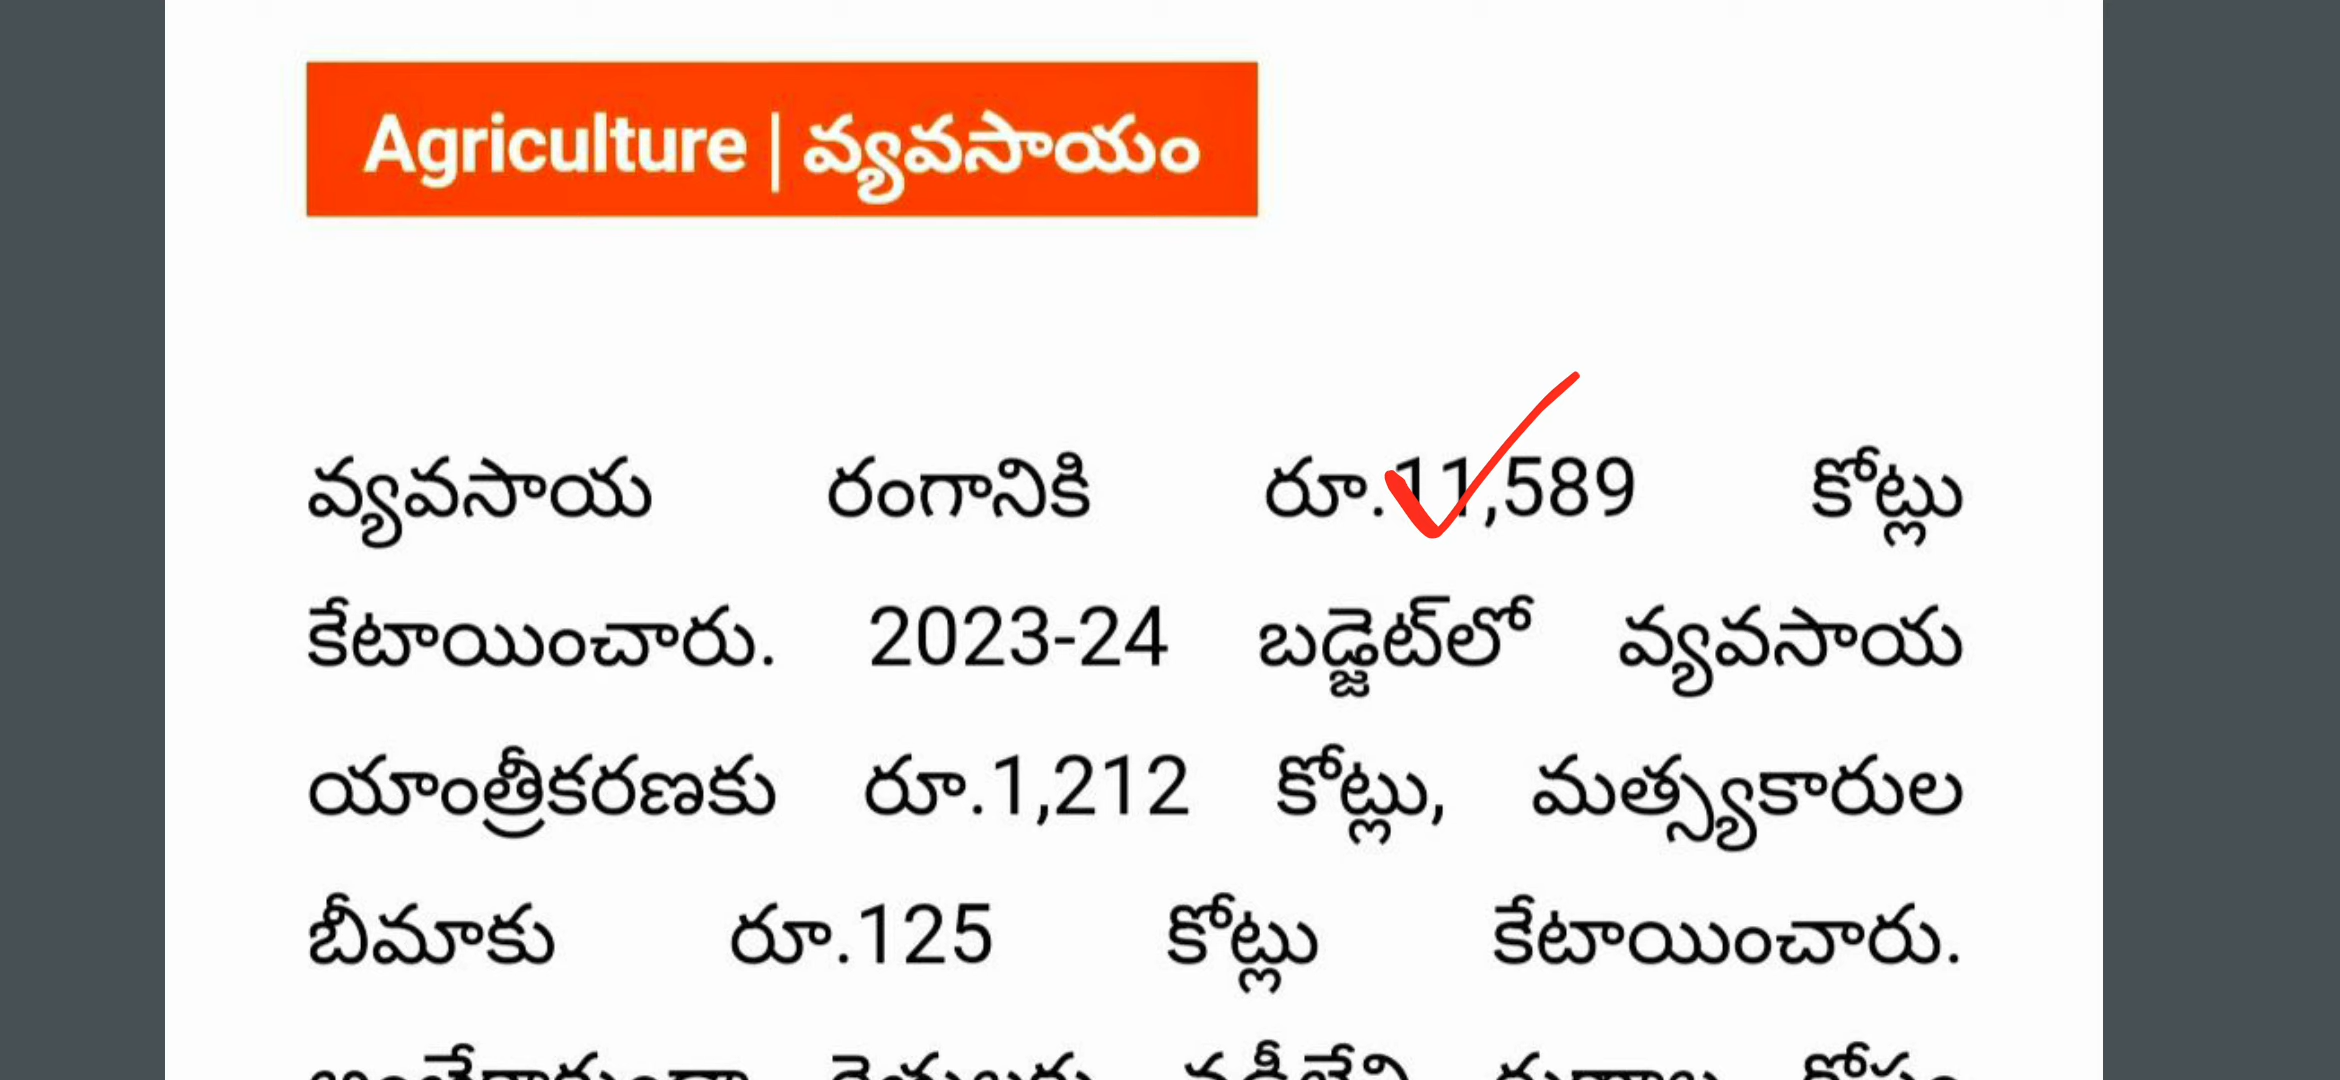 Agriculture | వ్యవసాయం
వ్యవసాయ రంగానికి రూ.11,589 కోట్లు
కేటాయించారు. 2023-24 బడ్జెట్‌లో వ్యవసాయ
యాంత్రీకరణకు రూ.1,212 కోట్లు, మత్స్యకారుల
బీమాకు రూ.125 కోట్లు కేటాయించారు.